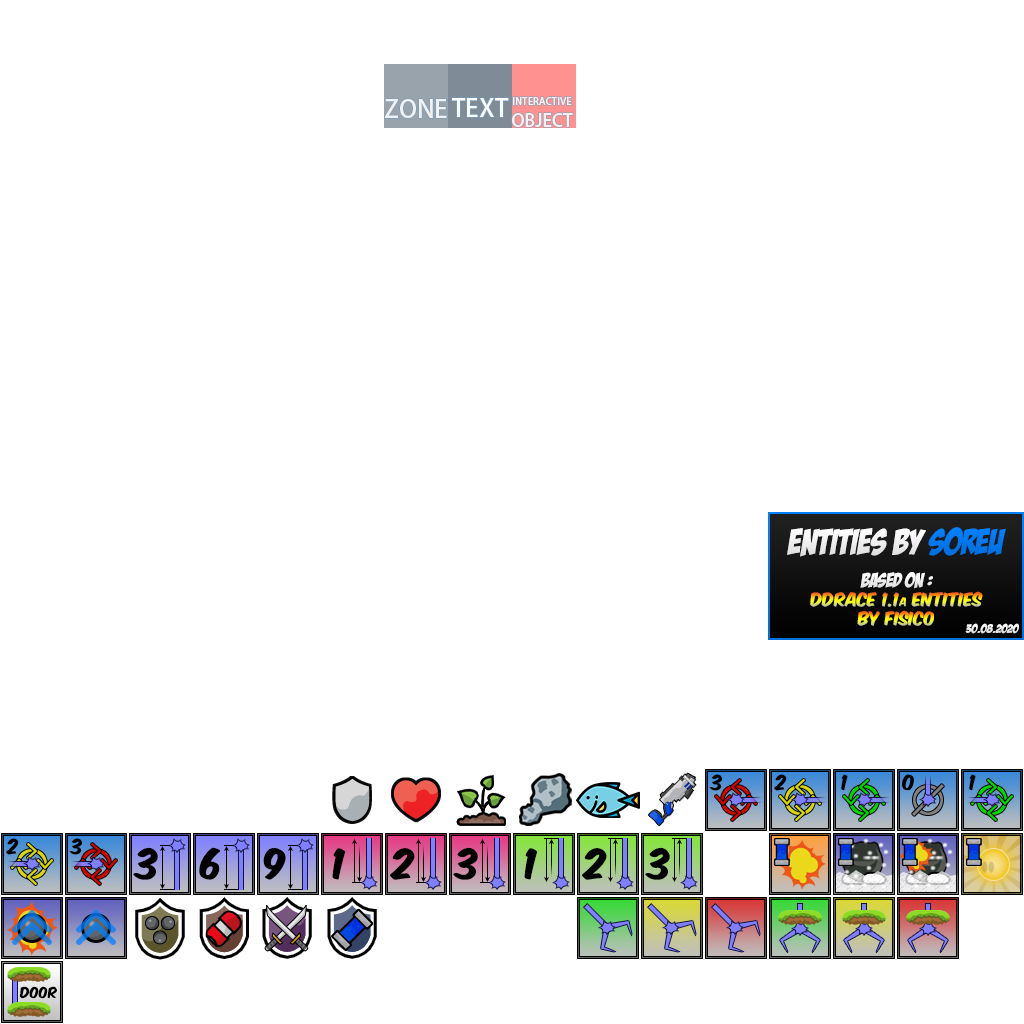 ZONE TEXT INTERACTIVE
OBJECT
ENTITIES BY SOREU
BASED ON :
DDRACE 1.1A ENTITIES
BY FISICO
30.08.2020
3 2 1 0 1
2 3 3 6 9 1 2 3 1 2 3
DOOR